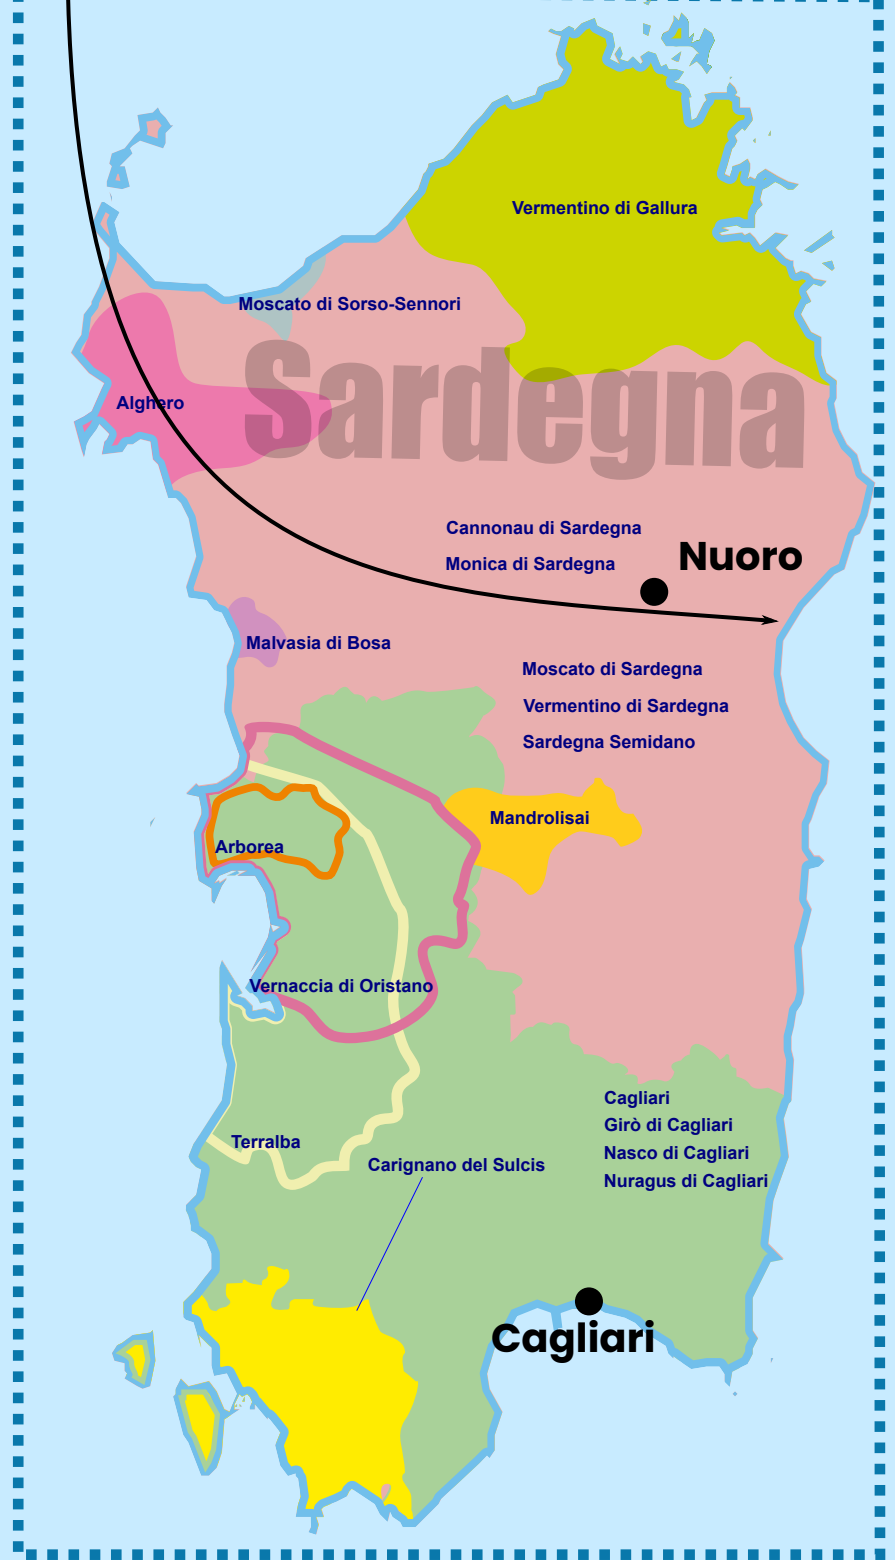 Vermentino di Gallura
Moscato di Sorso-Sennori
Sardegna
Alghero
Cannonau di Sardegna
Nuoro
Monica di Sardegna
Malvasia di Bosa
Moscato di Sardegna
Vermentino di Sardegna
Sardegna Semidano
Mandrolisai
Arborea
Vernaccia di Oristano
Cagliari
Girò di Cagliari
Terralba
Nasco di Cagliari
Carignano del Sulcis
Nuragus di Cagliari
Cagliari